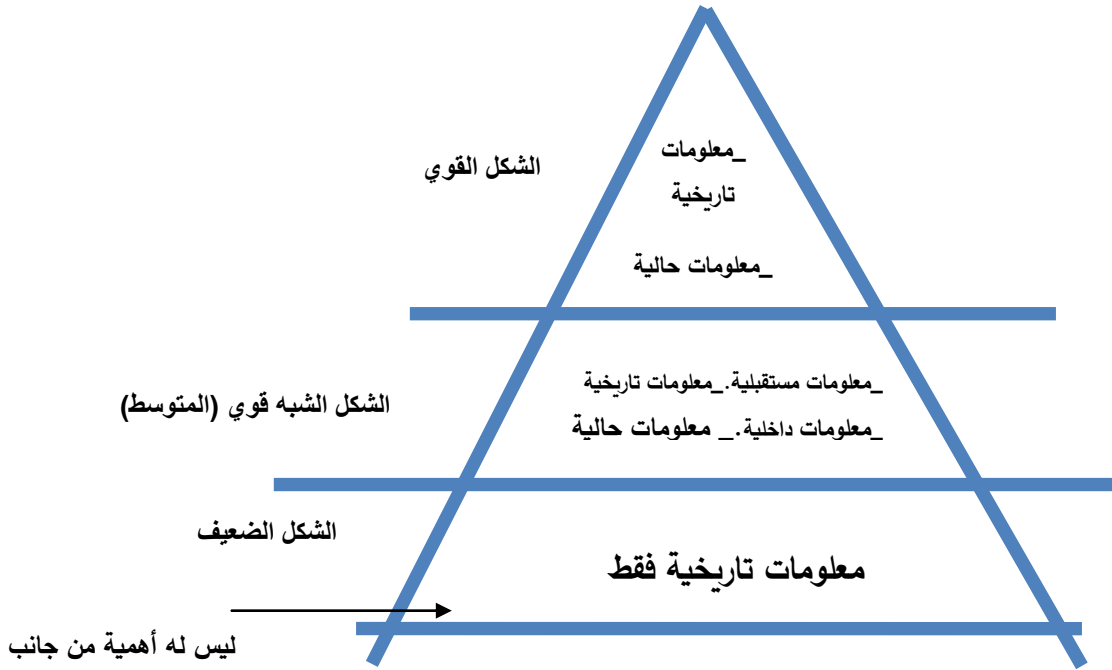 _معلومات
تاريخية
الشكل القوي
_معلومات حالية
_معلومات مستقبلية._معلومات تاريخية
الشكل الشبه قوي (المتوسط)
_معلومات داخلية._ معلومات حالية
الشكل الضعيف
معلومات تاريخية فقط
ليس له أهمية من جانب